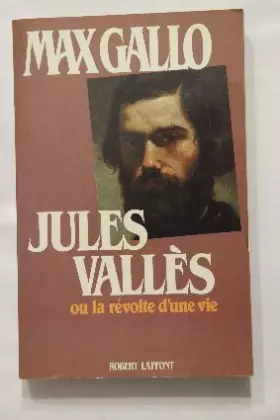 MAX GALLO
JULES
VALLÈS
ou la révolte d'une vie
ROBERT LAFFONT